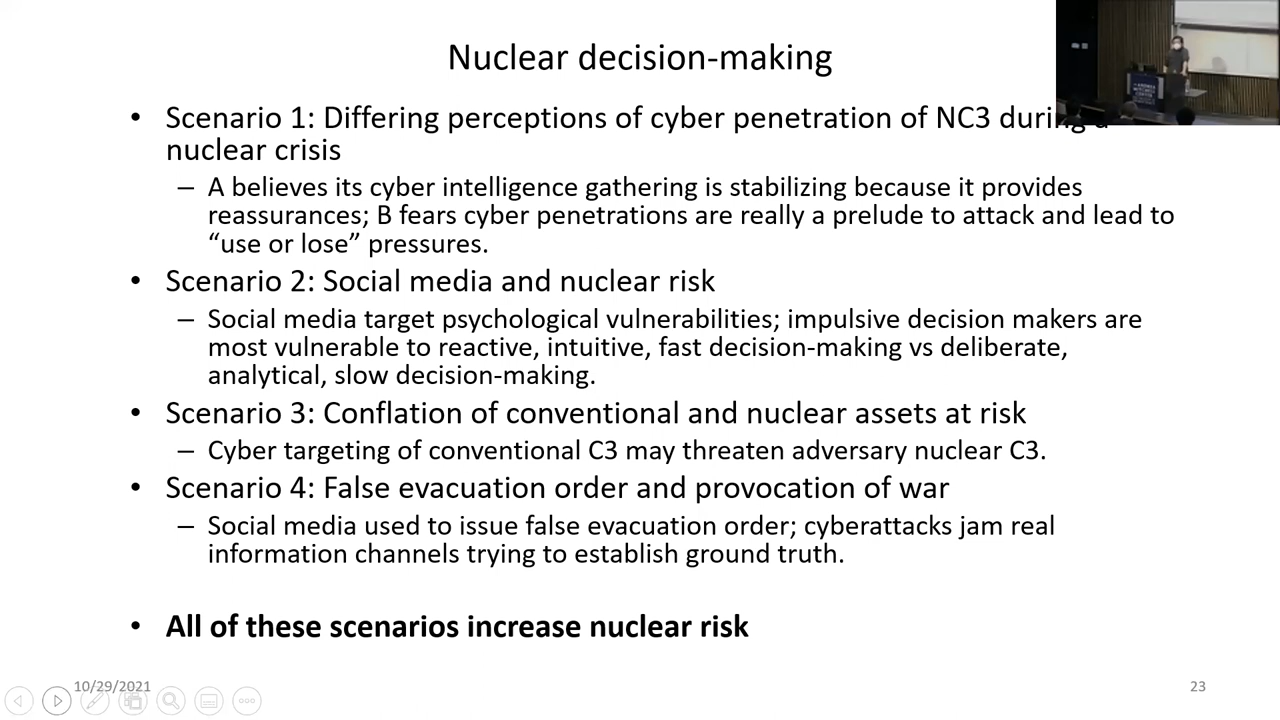 Nuclear decision-making
• Scenario 1: Differing perceptions of cyber penetration of NC3 during a
nuclear crisis
– A believes its cyber intelligence gathering is stabilizing because it provides
reassurances; B fears cyber penetrations are really a prelude to attack and lead to
“use or lose” pressures.
• Scenario 2: Social media and nuclear risk
– Social media target psychological vulnerabilities; impulsive decision makers are
most vulnerable to reactive, intuitive, fast decision-making vs deliberate,
analytical, slow decision-making.
• Scenario 3: Conflation of conventional and nuclear assets at risk
– Cyber targeting of conventional C3 may threaten adversary nuclear C3.
• Scenario 4: False evacuation order and provocation of war
– Social media used to issue false evacuation order; cyberattacks jam real
information channels trying to establish ground truth.
• All of these scenarios increase nuclear risk
10/29/2021
23